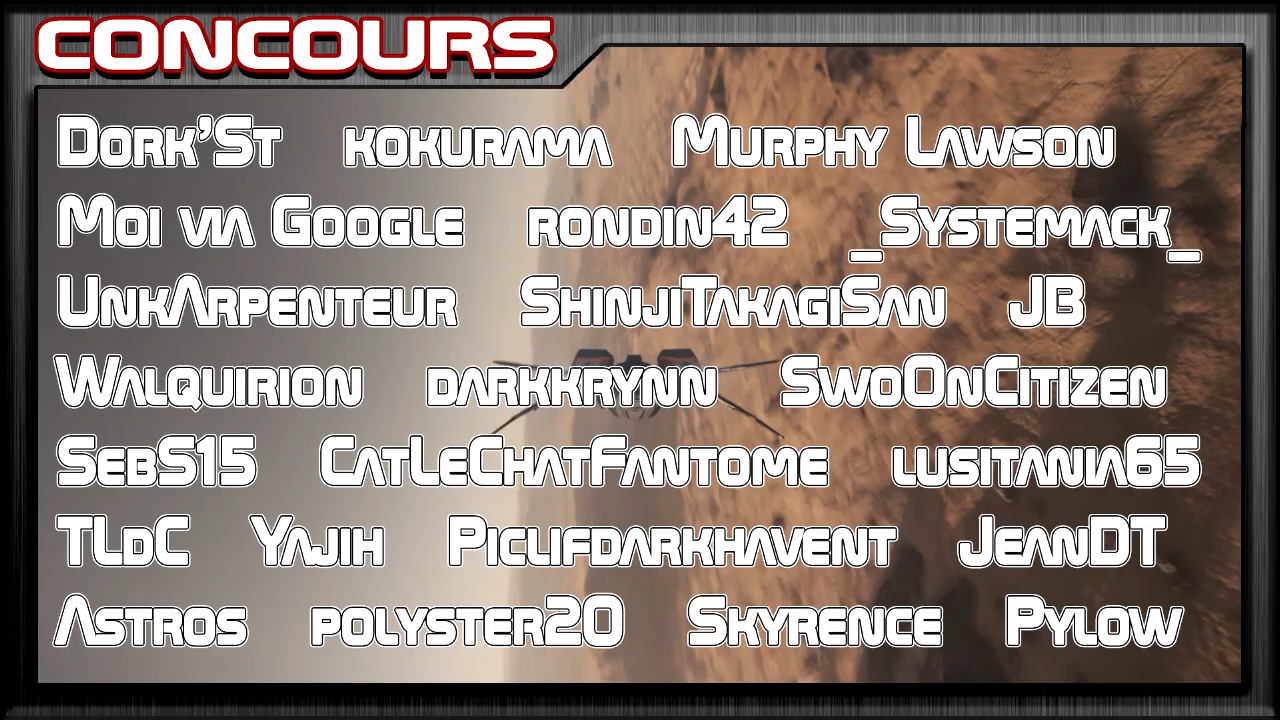 CONCOURS
Dork'St kokurama Murphy Lawson
Moi via Google rondin42 _Systemack_
UnkArpenteur ShinjiTakagiSan JB
Walquirion darkkrynn SwoOnCitizen
SebS15 CatLeChatFantome lusitania65
TLdC Yajih Piclifdarkhavent JeanDT
Astros polyster20 Skyrence Pylow